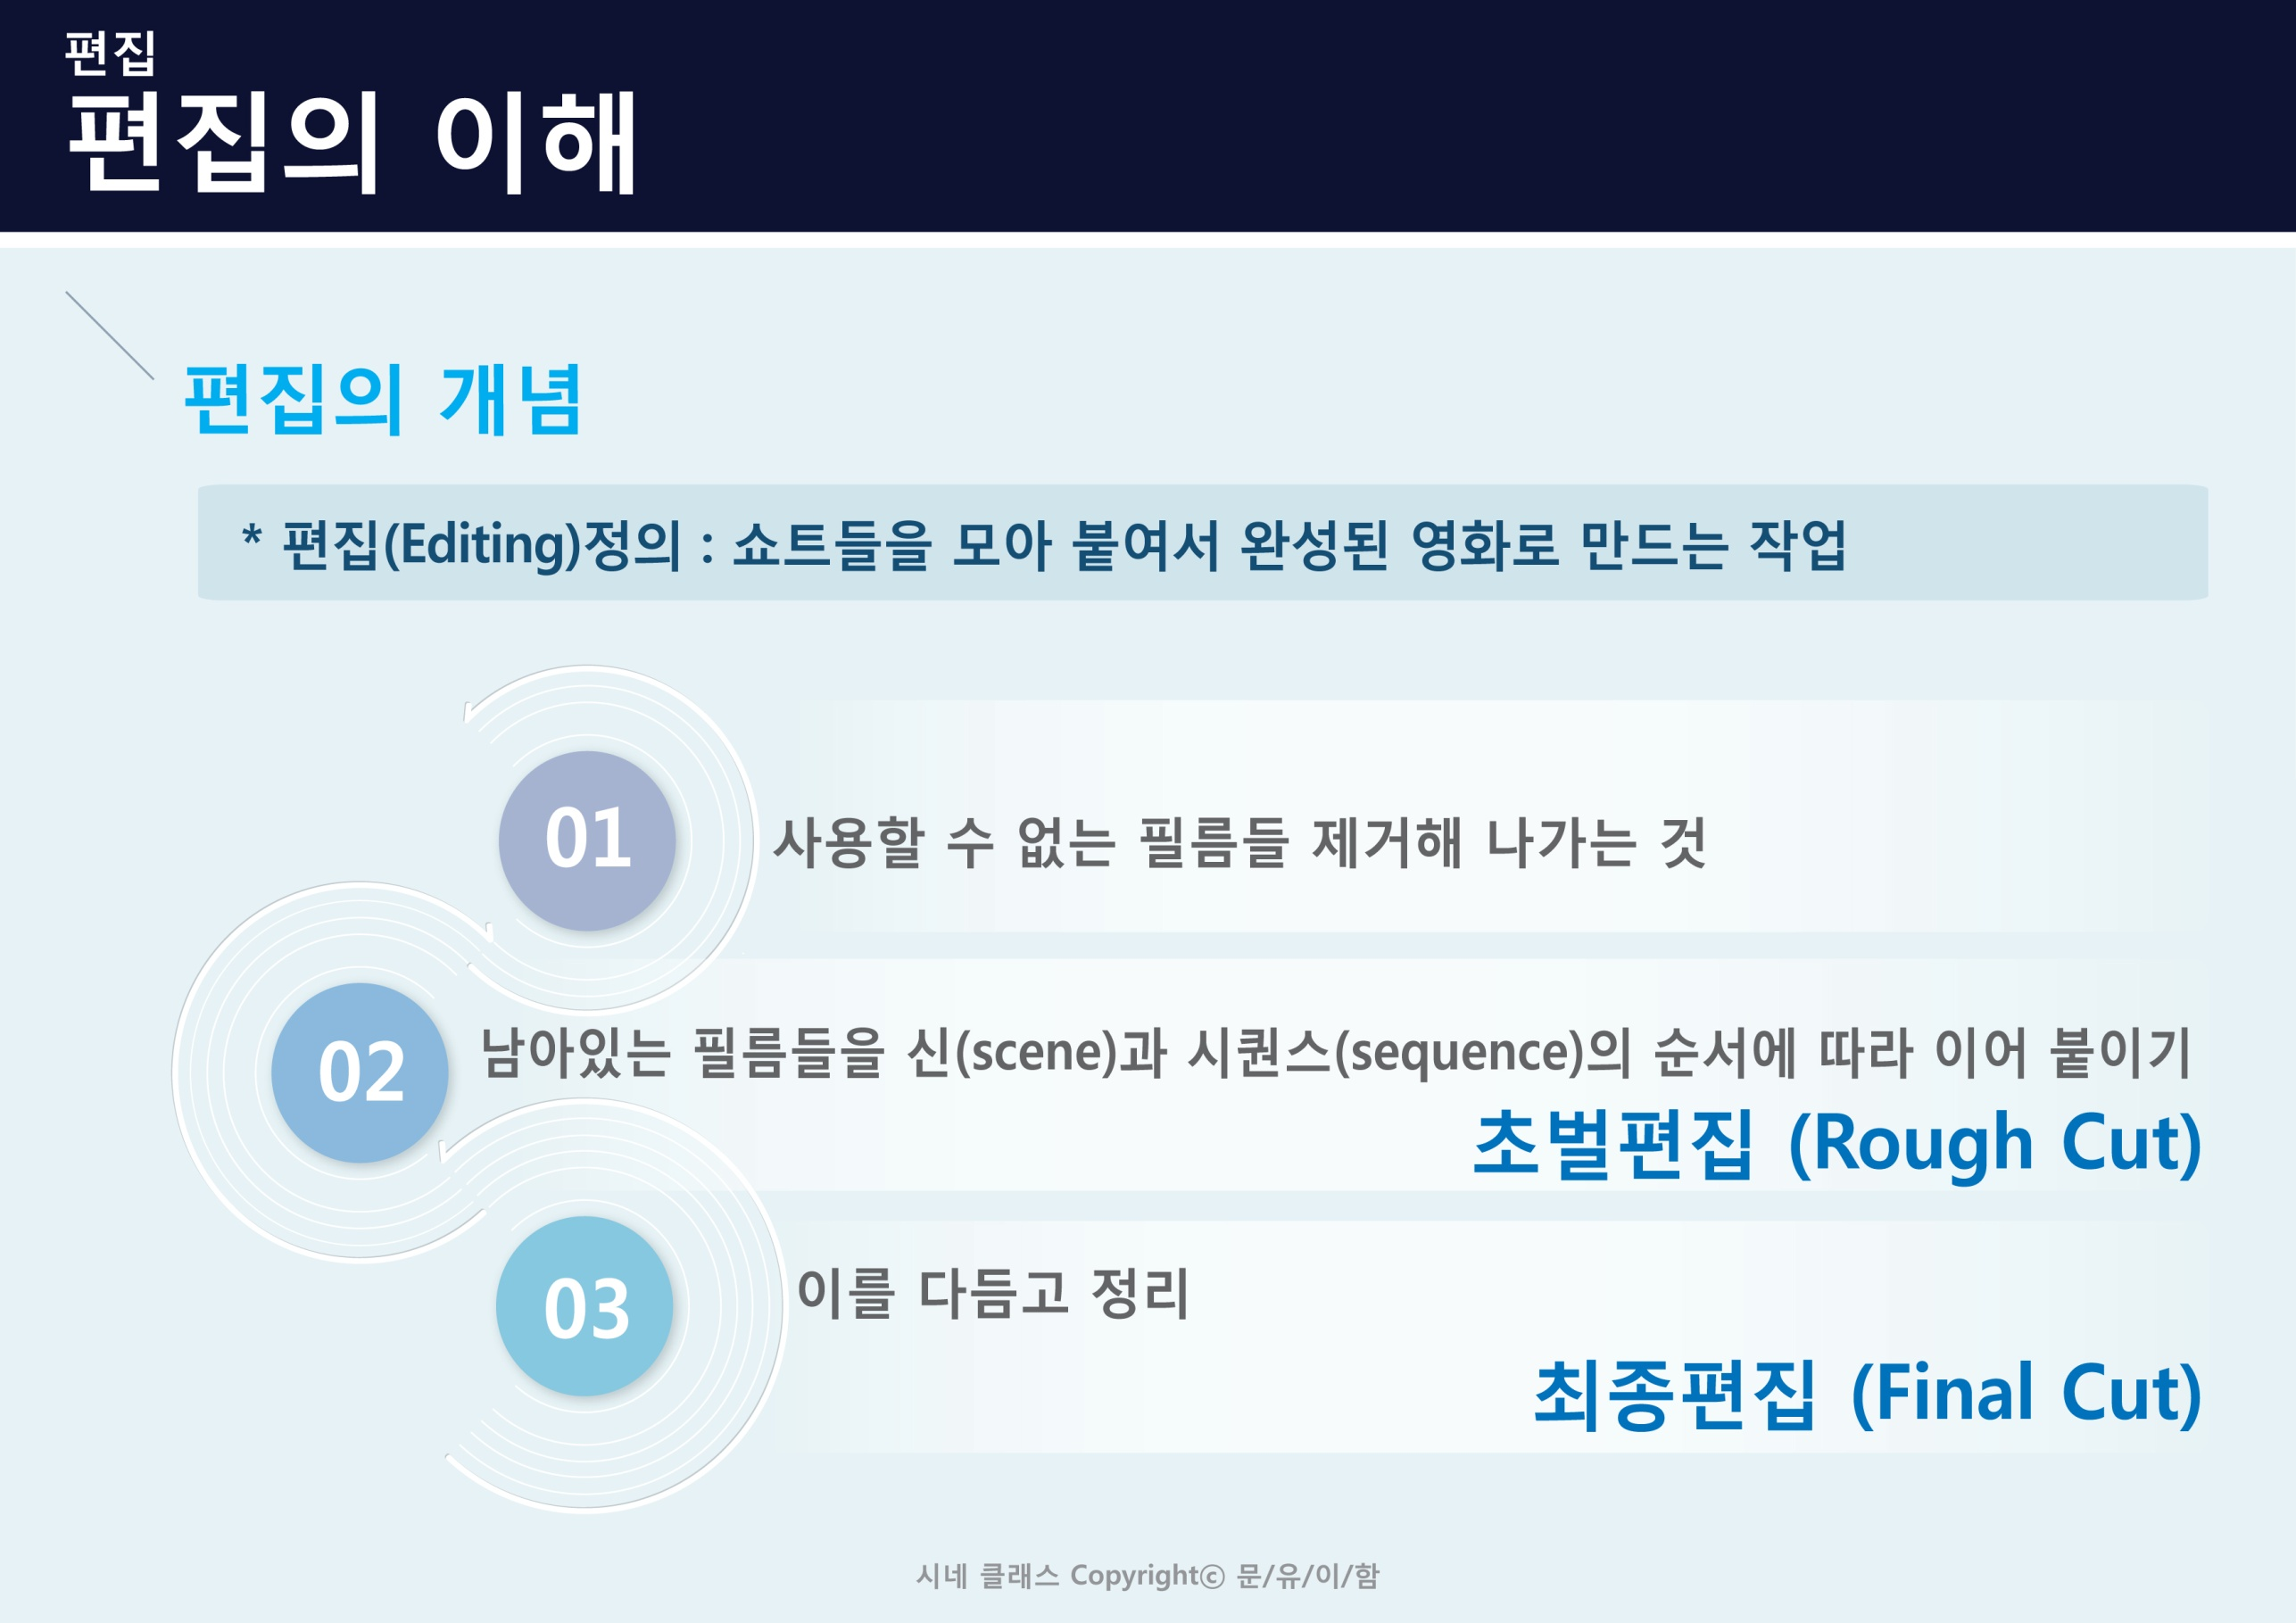 편집
편집의 이해
편집의 개념
* 편집(Editing)정의 : 쇼트들을 모아 붙여서 완성된 영화로 만드는 작업
01
사용할 수 없는 필름들 제거해 나가는 것
02
남아있는 필름들을 신(scene)과 시퀀스(sequence)의 순서에 따라 이어 붙이기
초벌편집 (Rough Cut)
03
이를 다듬고 정리
최종편집 (Final Cut)
시네 클래스 Copyrightⓒ 문/유/이/함